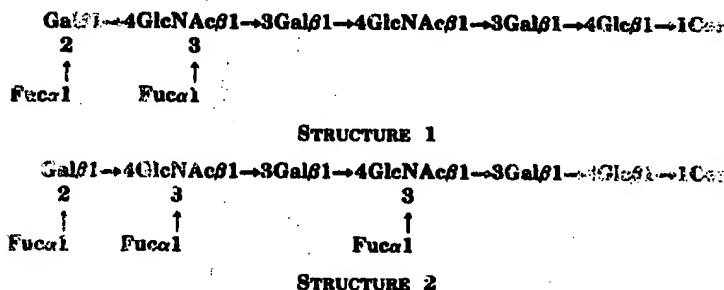 Galβ1→4GlcNAcβ1→3Galβ1→4GlcNAcβ1→3Galβ1→4Glcβ1→1Cer
2 3
↑ ↑
Fucα1 Fucα1
STRUCTURE 1
Galβ1→4GlcNAcβ1→3Galβ1→4GlcNAcβ1→3Galβ1→4Glcβ1→1Cer
2 3 3
↑ ↑ ↑
Fucα1 Fucα1 Fucα1
STRUCTURE 2